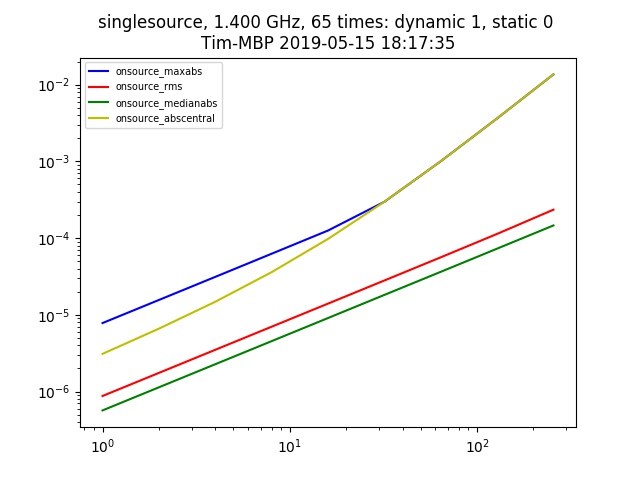 singlesource, 1.400 GHz, 65 times: dynamic 1, static 0
Tim-MBP 2019-05-15 18:17:35
onsource_maxabs
onsource_rms
onsource_medianabs
onsource_abscentral
10⁻²
10⁻³
10⁻⁴
10⁻⁵
10⁻⁶
10⁰ 10¹ 10²